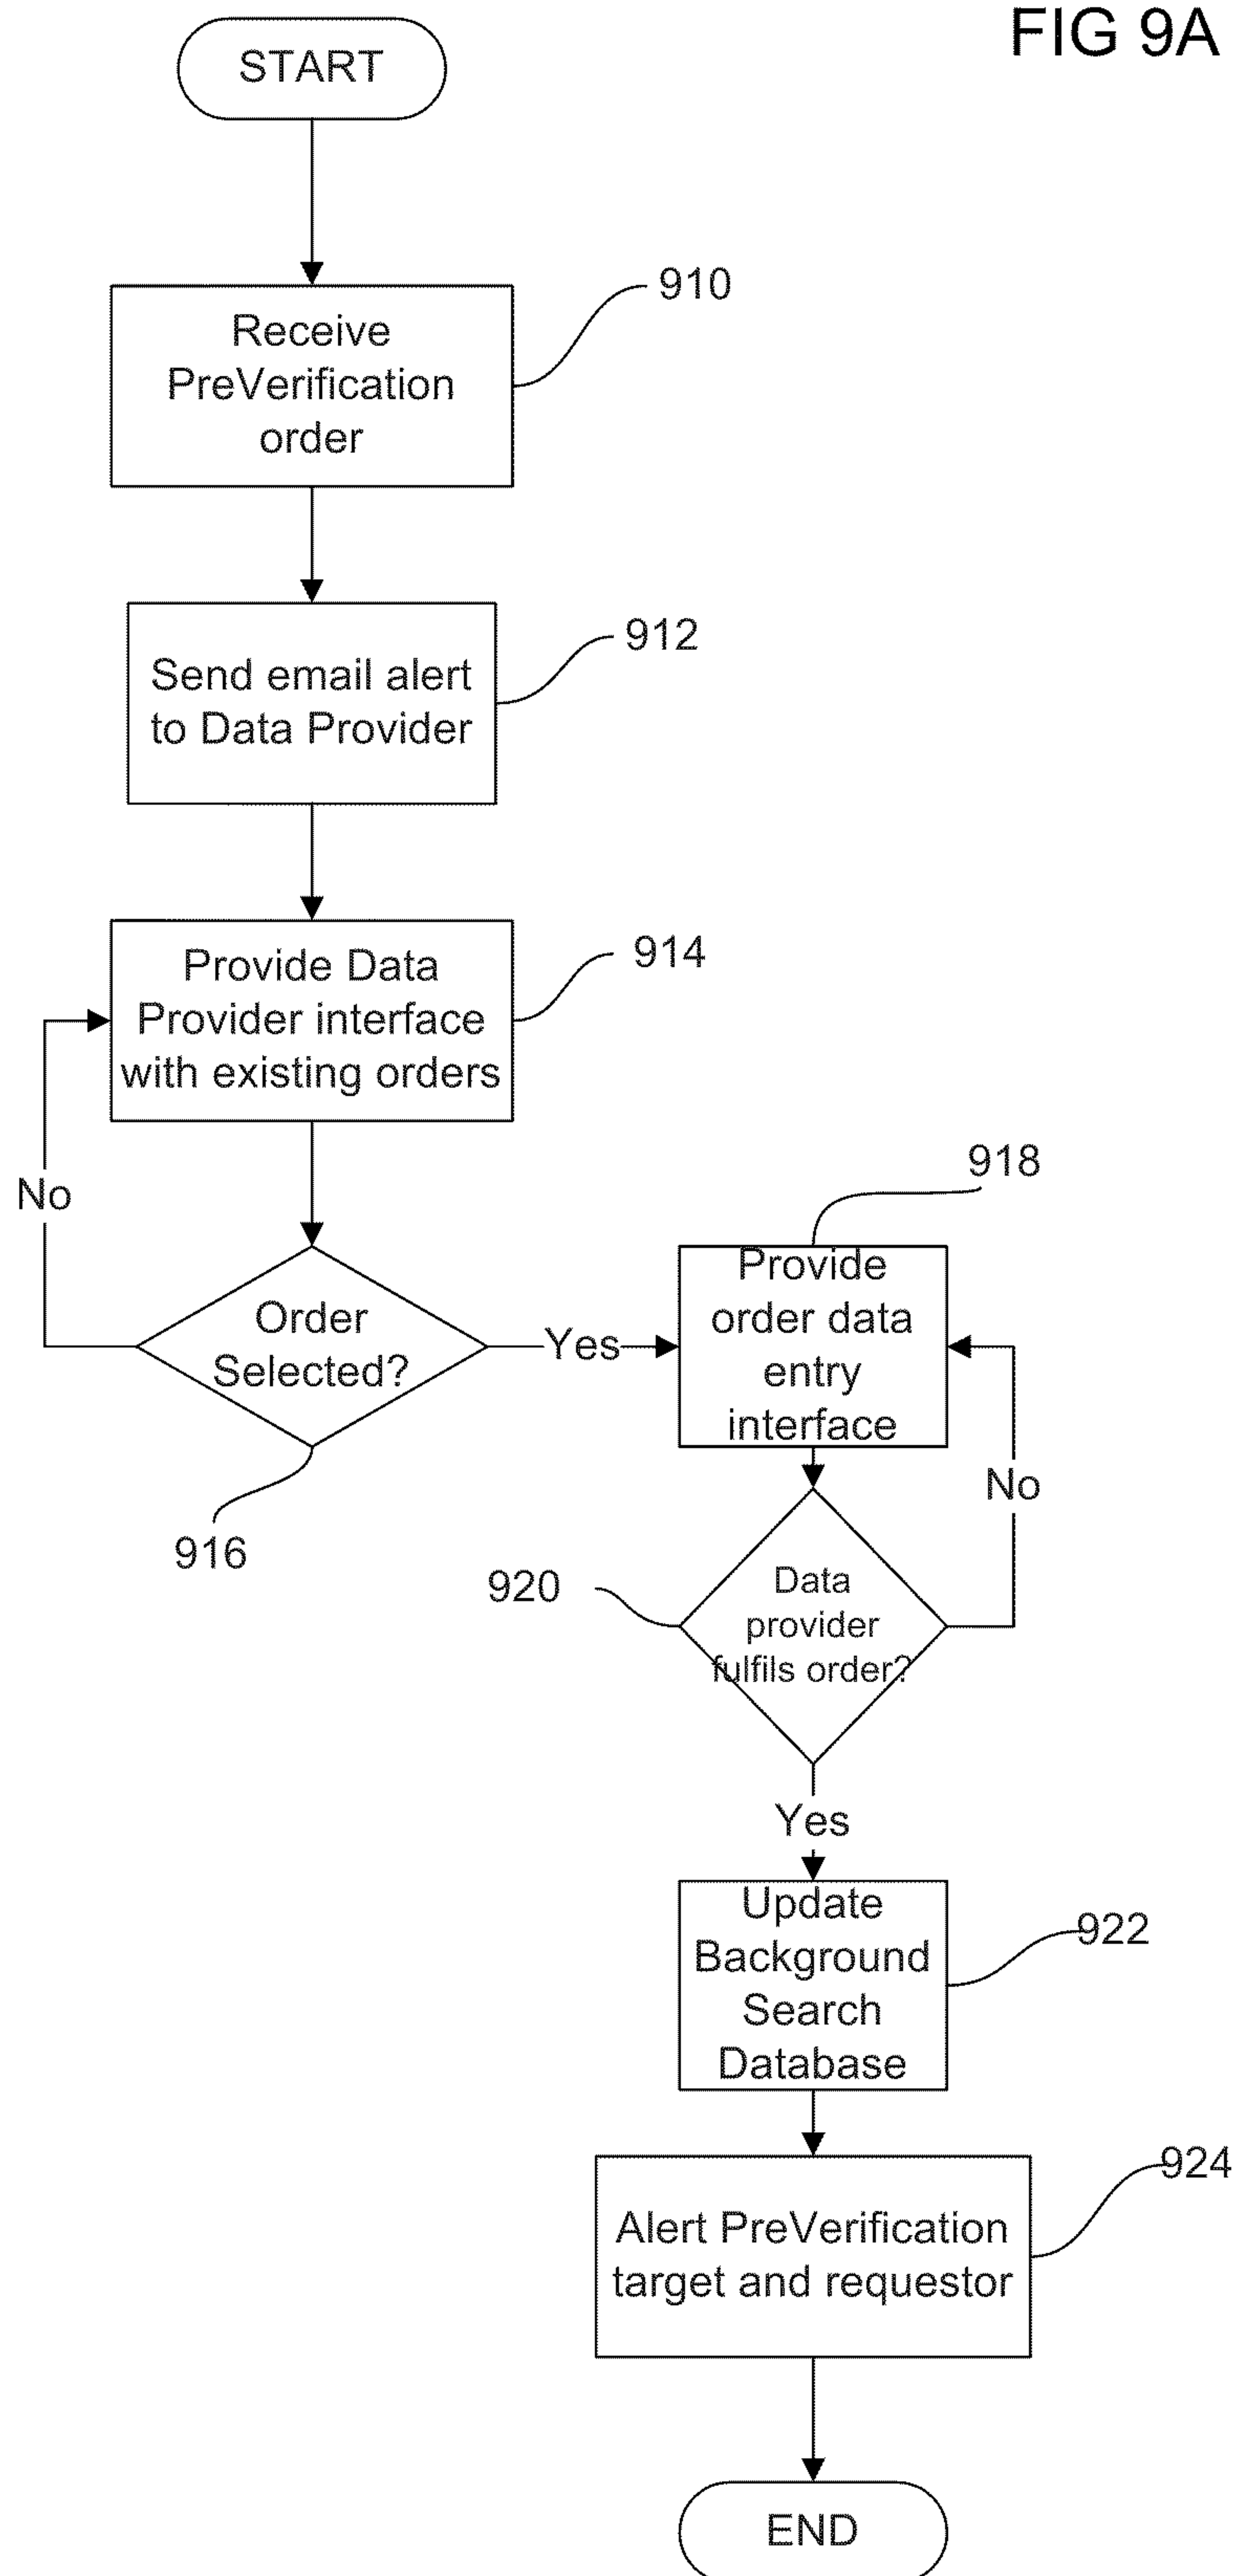 FIG 9A
START
910
Receive
PreVerification
order
912
Send email alert
to Data Provider
914
Provide Data
Provider interface
with existing orders
No
918
Order
Selected?
Yes
Provide
order data
entry
interface
No
916
920
Data
provider
fulfils order?
Yes
Update
Background
Search
Database
922
924
Alert PreVerification
target and requestor
END